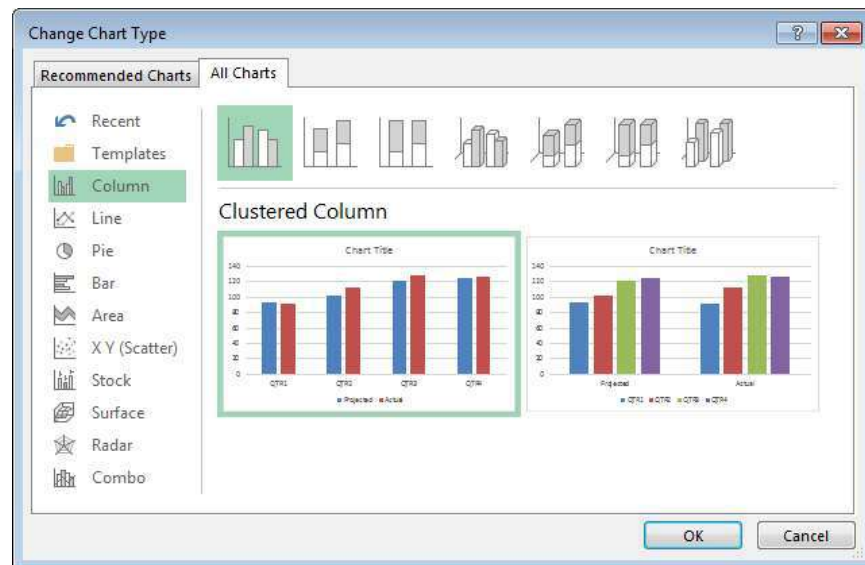 Change Chart Type
Recommended Charts
All Charts
Recent
Templates
Column
Line
Pie
Bar
Area
X Y (Scatter)
Stock
Surface
Radar
Combo
Clustered Column
Chart Title
140
120
100
80
60
40
20
0
QTR1 QTR2 QTR3 QTR4
Projected Actual
Chart Title
140
120
100
80
60
40
20
0
Projected Actual
QTR1 QTR2 QTR3 QTR4
OK
Cancel